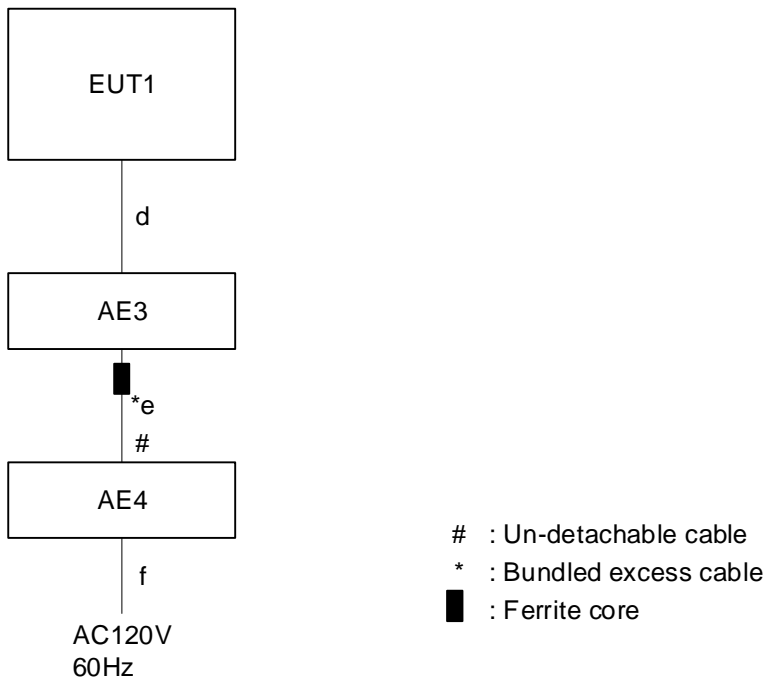 EUT1
d
AE3
*e
#
AE4
f
AC120V
60Hz
# : Un-detachable cable
* : Bundled excess cable
: Ferrite core